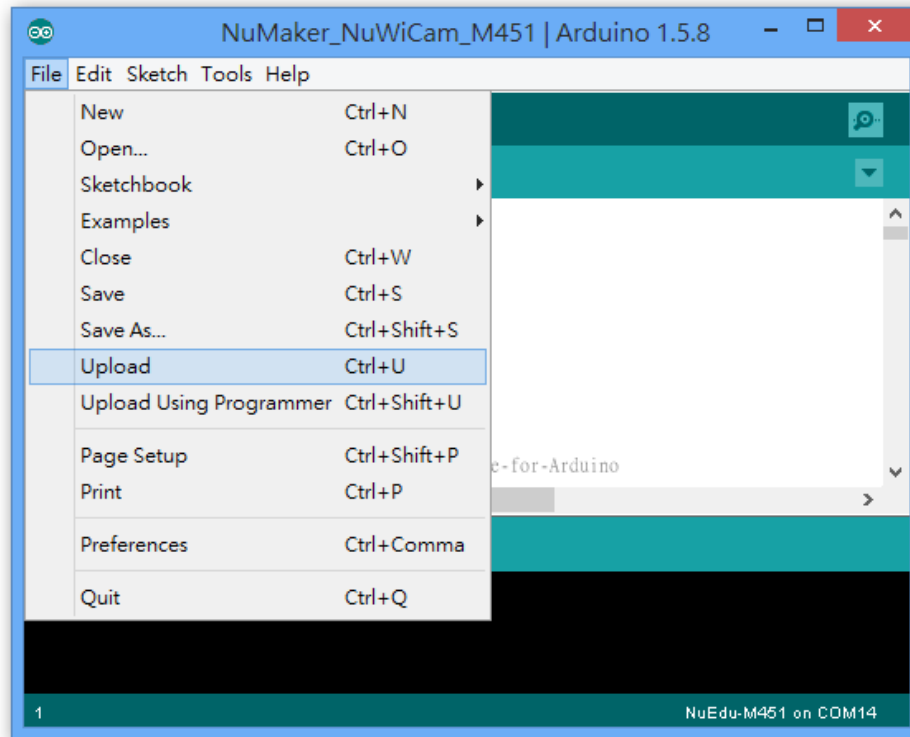 NuMaker_NuWiCam_M451 | Arduino 1.5.8
File Edit Sketch Tools Help
New Ctrl+N
Open... Ctrl+O
Sketchbook
Examples
Close Ctrl+W
Save Ctrl+S
Save As... Ctrl+Shift+S
Upload Ctrl+U
Upload Using Programmer Ctrl+Shift+U
Page Setup Ctrl+Shift+P
e-for-Arduino
Print Ctrl+P
Preferences Ctrl+Comma
Quit Ctrl+Q
1 NuEdu-M451 on COM14